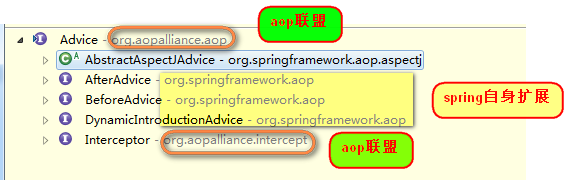 aop联盟
Advice - org.aopalliance.aop
AbstractAspectJAdvice - org.springframework.aop.aspectj
AfterAdvice - org.springframework.aop
BeforeAdvice - org.springframework.aop
spring自身扩展
DynamicIntroductionAdvice - org.springframework.aop
Interceptor - org.aopalliance.intercept
aop联盟